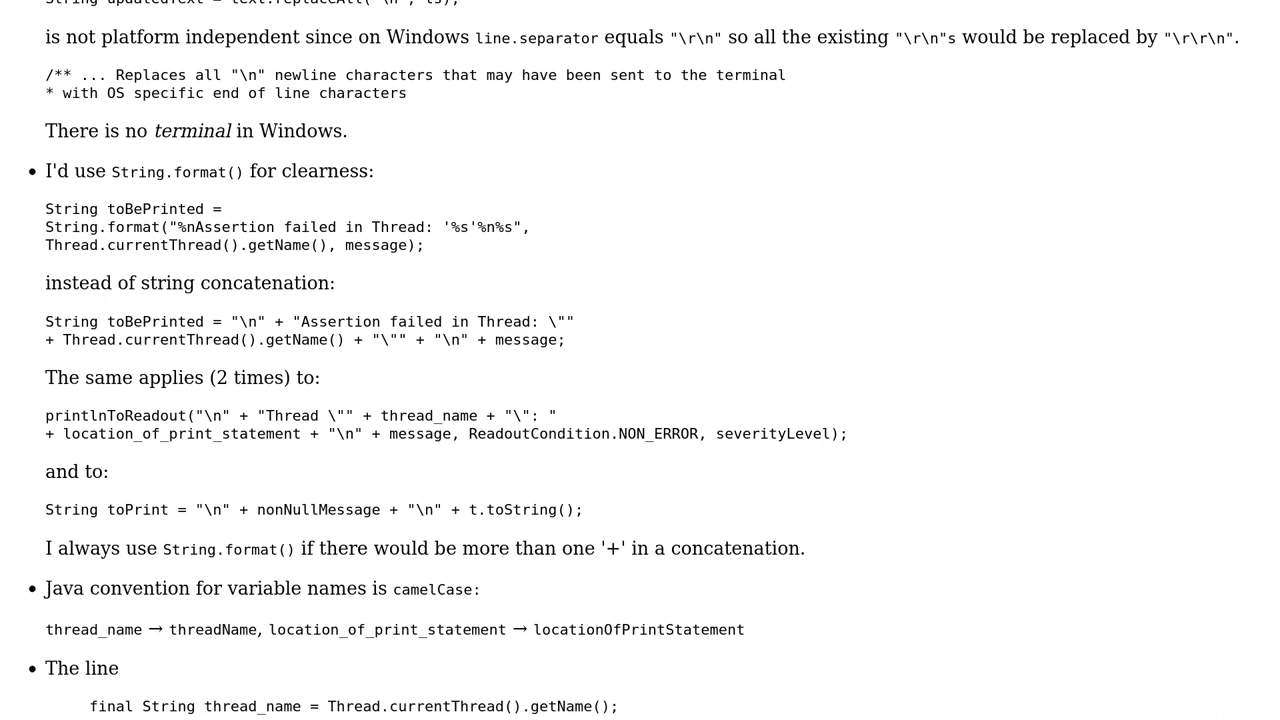 String updatedText = text.replaceAll("\n", ls);
is not platform independent since on Windows line.separator equals "\r\n" so all the existing "\r\n"s would be replaced by "\r\r\n".
/** ... Replaces all "\n" newline characters that may have been sent to the terminal
* with OS specific end of line characters
There is no terminal in Windows.
• I'd use String.format() for clearness:
String toBePrinted =
String.format("%nAssertion failed in Thread: '%s'%n%s",
Thread.currentThread().getName(), message);
instead of string concatenation:
String toBePrinted = "\n" + "Assertion failed in Thread: \""
+ Thread.currentThread().getName() + "\"" + "\n" + message;
The same applies (2 times) to:
printlnToReadout("\n" + "Thread \"" + thread_name + "\": "
+ location_of_print_statement + "\n" + message, ReadoutCondition.NON_ERROR, severityLevel);
and to:
String toPrint = "\n" + nonNullMessage + "\n" + t.toString();
I always use String.format() if there would be more than one '+' in a concatenation.
• Java convention for variable names is camelCase:
thread_name → threadName, location_of_print_statement → locationOfPrintStatement
• The line
final String thread_name = Thread.currentThread().getName();